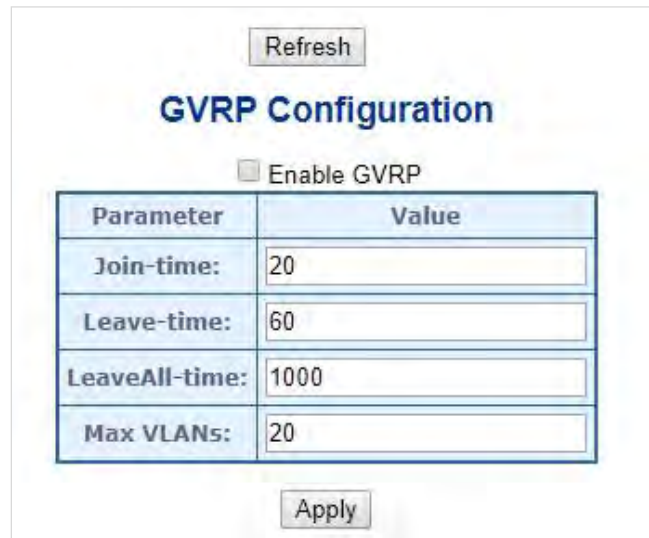 Refresh
GVRP Configuration
Enable GVRP
Parameter Value
Join-time: 20
Leave-time: 60
LeaveAll-time: 1000
Max VLANs: 20
Apply